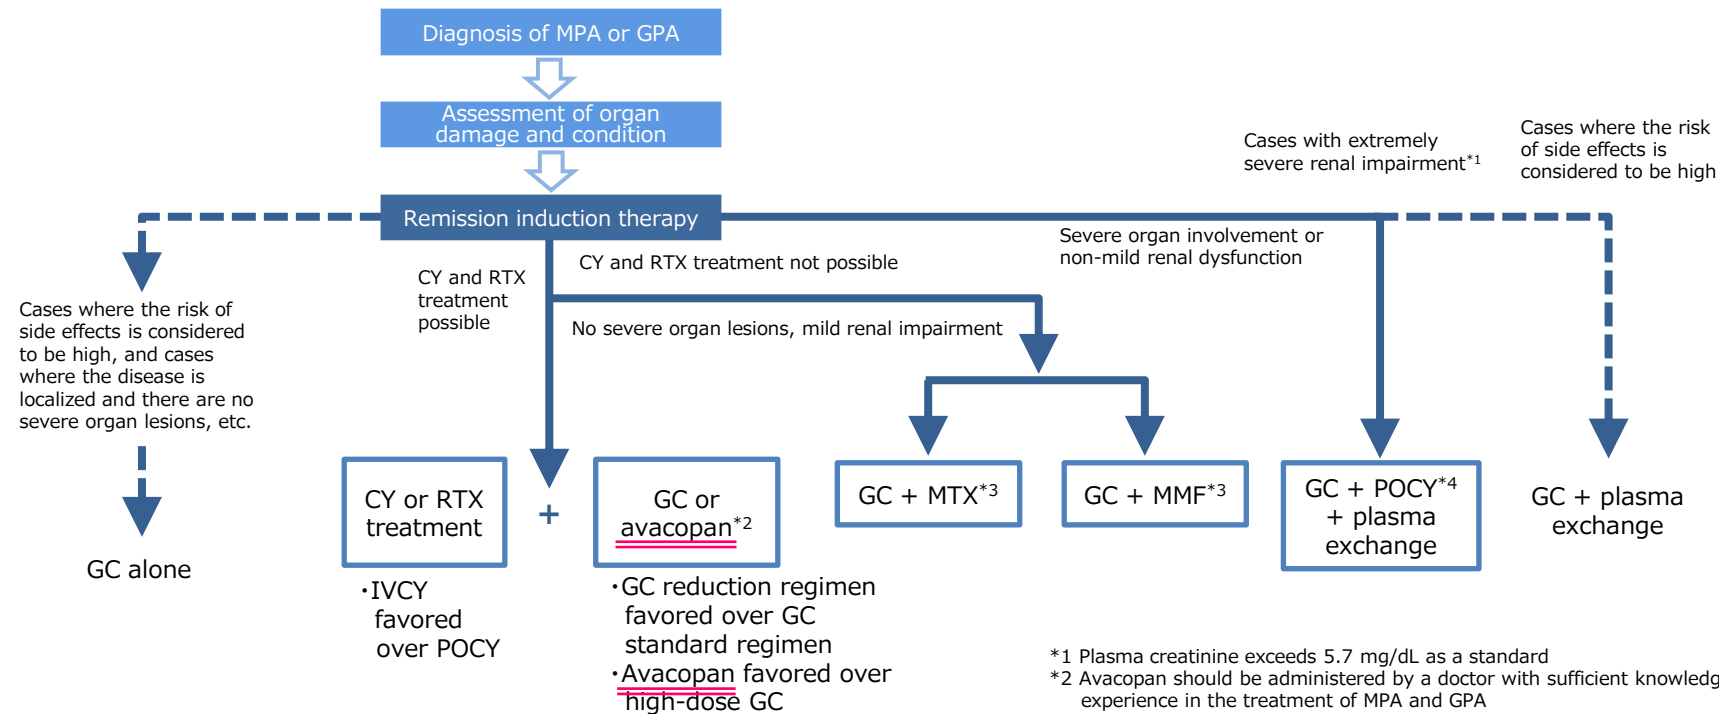 Diagnosis of MPA or GPA
Assessment of organ
damage and condition
Remission induction therapy
Cases with extremely
severe renal impairment*1
Cases where the risk
of side effects is
considered to be high
Severe organ involvement or
non-mild renal dysfunction
CY and RTX
treatment
possible
CY and RTX treatment not possible
No severe organ lesions, mild renal impairment
Cases where the risk of
side effects is considered
to be high, and cases
where the disease is
localized and there are no
severe organ lesions, etc.
GC alone
CY or RTX
treatment
+
GC or
avacopan*2
GC + MTX*3
GC + MMF*3
GC + POCY*4
+ plasma
exchange
GC + plasma
exchange
・IVCY
favored
over POCY
・GC reduction regimen
favored over GC
standard regimen
・Avacopan favored over
high-dose GC
*1 Plasma creatinine exceeds 5.7 mg/dL as a standard
*2 Avacopan should be administered by a doctor with sufficient knowledg
experience in the treatment of MPA and GPA